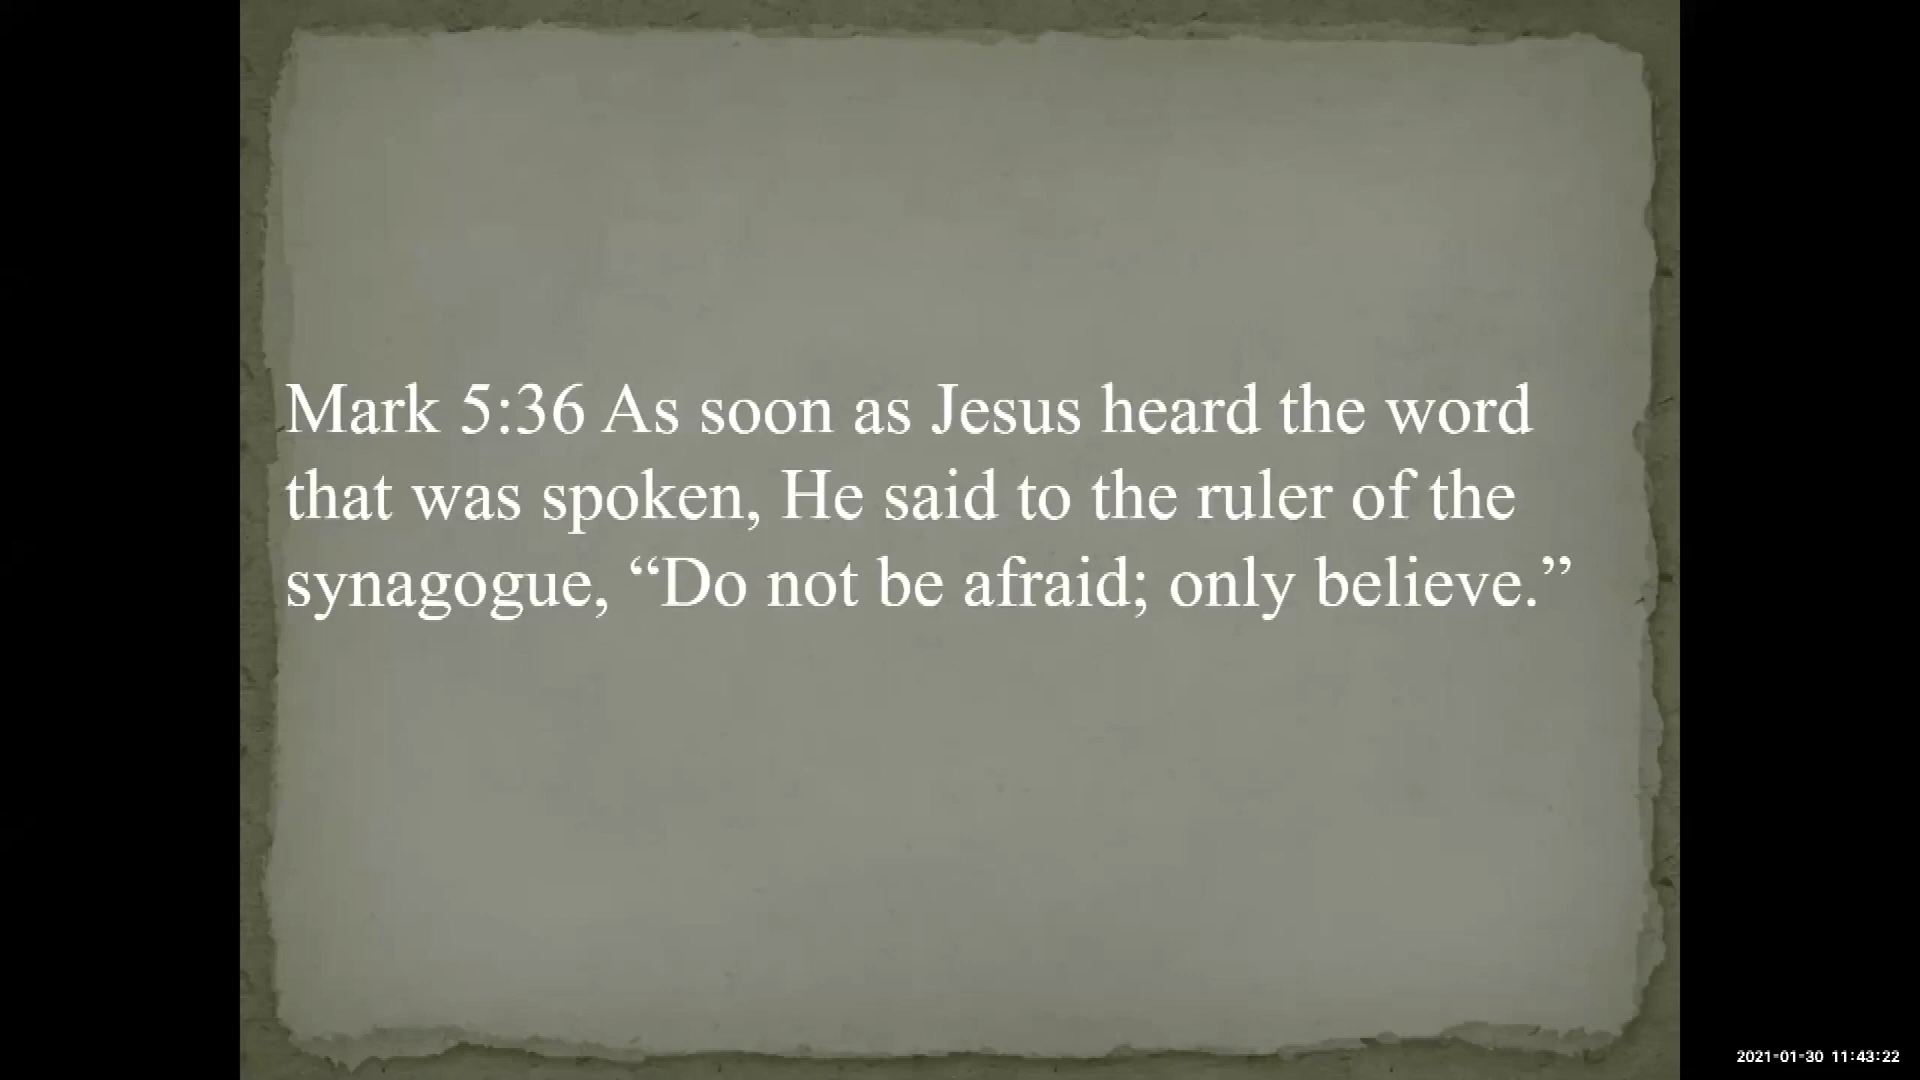 Mark 5:36 As soon as Jesus heard the word
that was spoken, He said to the ruler of the
synagogue, “Do not be afraid; only believe.”
2021-01-30 11:43:22